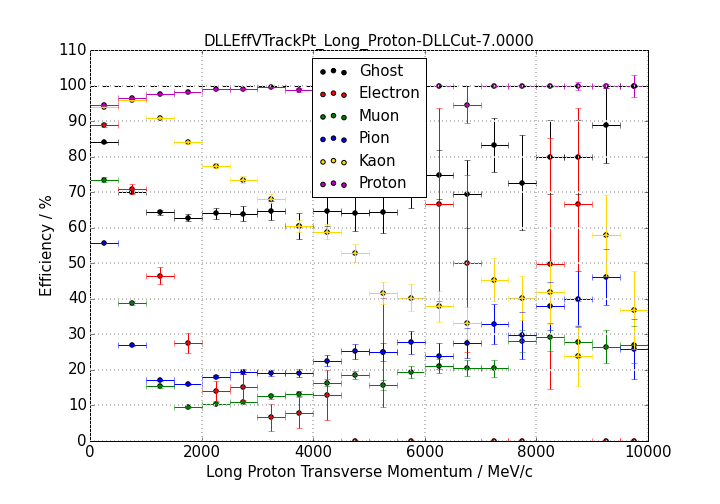 DLLEffVTrackPt_Long_Proton-DLLCut-7.0000
110
100
90
80
70
60
50
40
30
20
10
0
Efficiency / %
Ghost
Electron
Muon
Pion
Kaon
Proton
0 2000 4000 6000 8000 10000
Long Proton Transverse Momentum / MeV/c